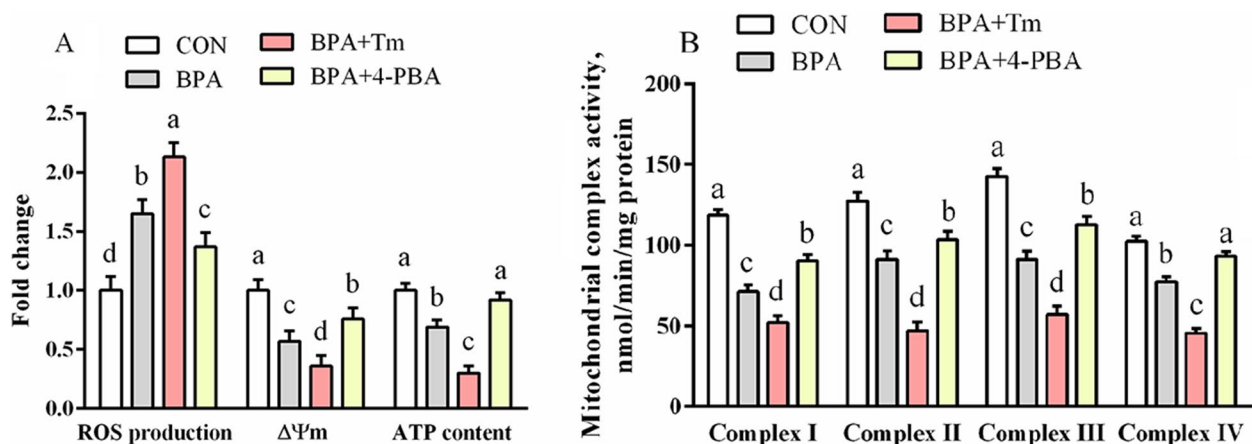 A
CON
BPA+Tm
BPA
BPA+4-PBA
Fold change
2.5
2.0
1.5
1.0
0.5
0.0
d
b
a
c
a
c
d
b
a
b
c
a
ROS production
ΔΨm
ATP content
B
CON
BPA+Tm
BPA
BPA+4-PBA
Mitochondrial complex activity,
nmol/min/mg protein
200
150
100
50
0
a
c
d
b
a
c
d
b
a
c
d
b
a
b
c
a
Complex I
Complex II
Complex III
Complex IV